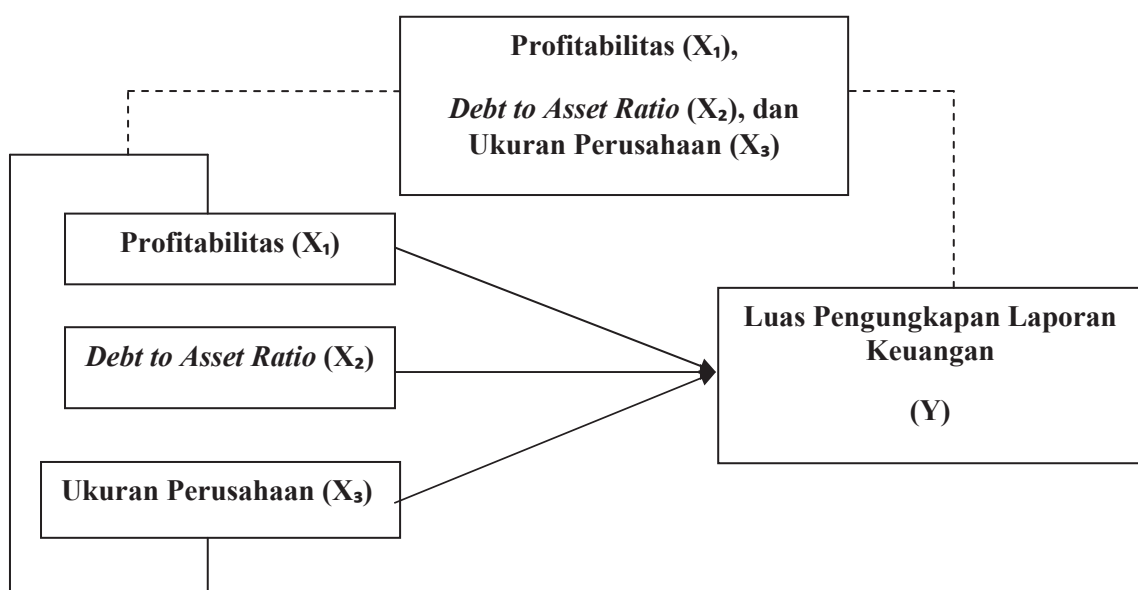 Profitabilitas (X₁),
Debt to Asset Ratio (X₂), dan
Ukuran Perusahaan (X₃)
Profitabilitas (X₁)
Debt to Asset Ratio (X₂)
Ukuran Perusahaan (X₃)
Luas Pengungkapan Laporan
Keuangan
(Y)